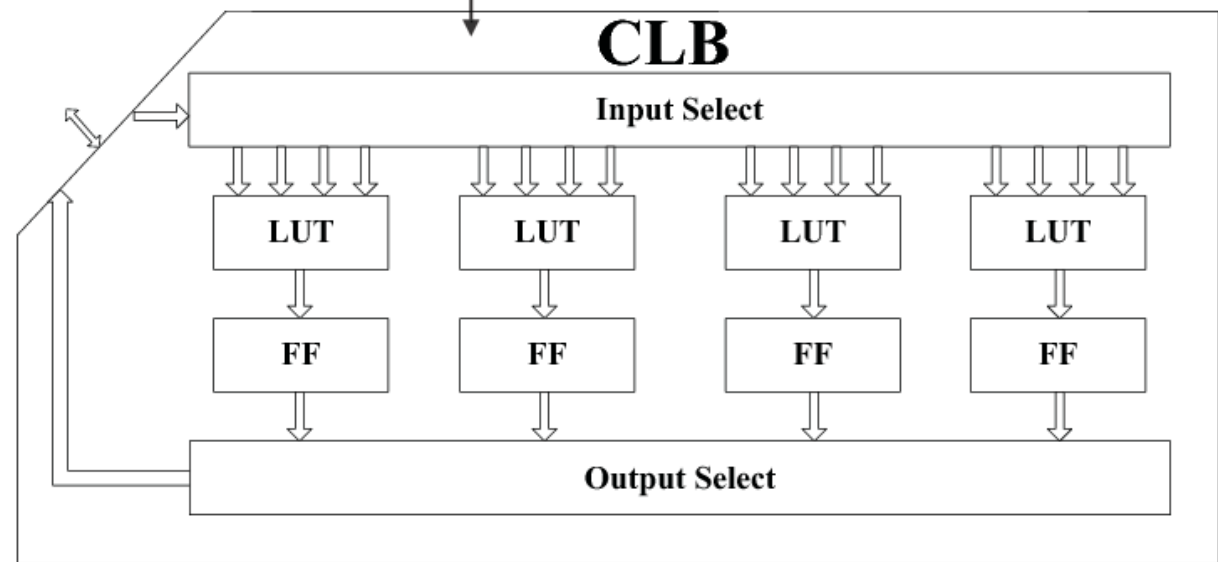 CLB
Input Select
LUT LUT LUT LUT
FF FF FF FF
Output Select